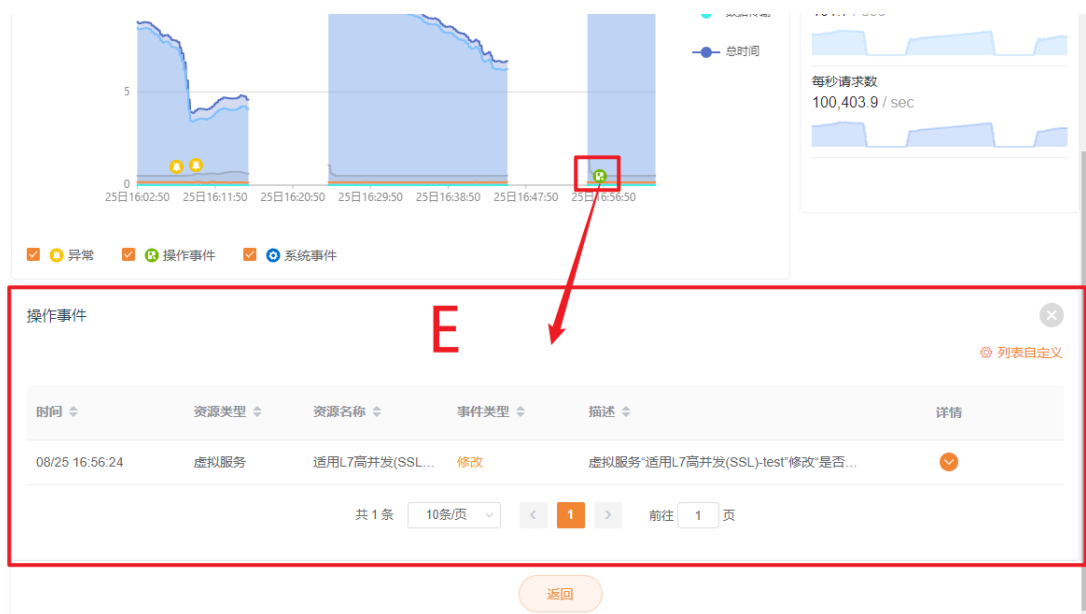 总时间
每秒请求数
100,403.9 / sec
5
0
25日16:02:50 25日16:11:50 25日16:20:50 25日16:29:50 25日16:38:50 25日16:47:50 25日16:56:50
异常 操作事件 系统事件
E
操作事件
列表自定义
时间 资源类型 资源名称 事件类型 描述 详情
08/25 16:56:24 虚拟服务 适用L7高并发(SSL... 修改 虚拟服务“适用L7高并发(SSL)-test”修改“是否...
共 1 条 10条/页 < 1 > 前往 1 页
返回